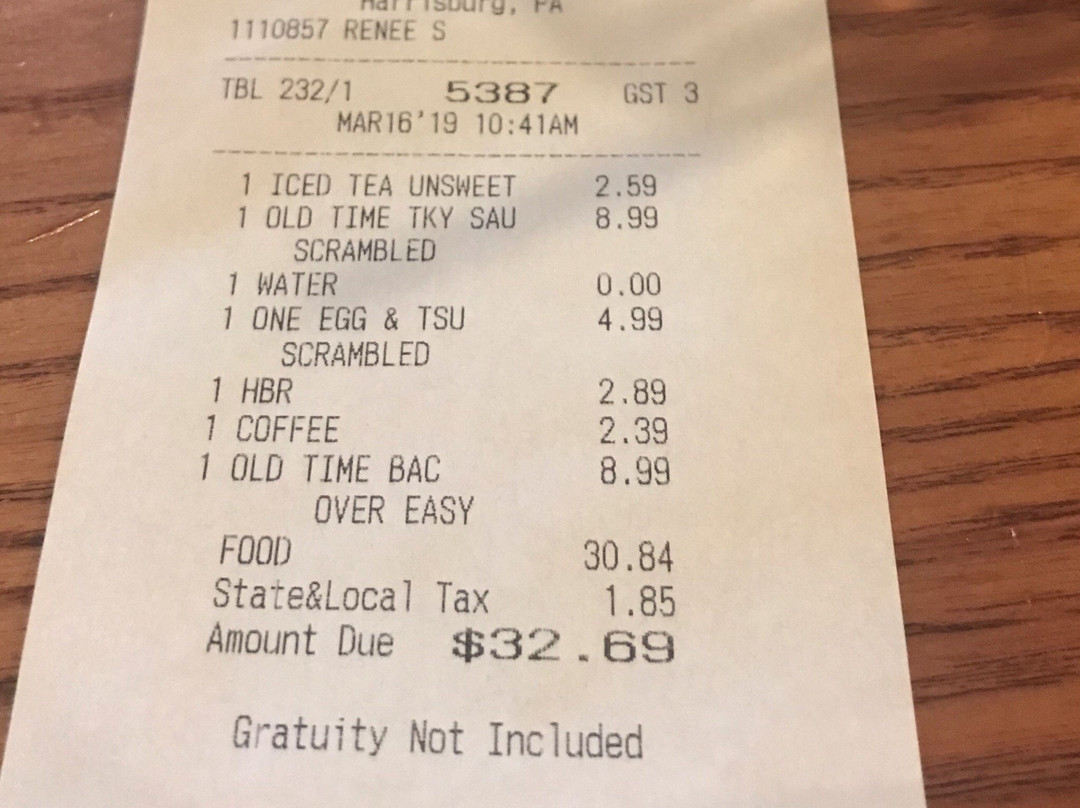 Harrisburg, PA
1110857 RENEE S
TBL 232/1 5387 GST 3
MAR16'19 10:41AM
1 ICED TEA UNSWEET 2.59
1 OLD TIME TKY SAU 8.99
SCRAMBLED
1 WATER 0.00
1 ONE EGG & TSU 4.99
SCRAMBLED
1 HBR 2.89
1 COFFEE 2.39
1 OLD TIME BAC 8.99
OVER EASY
FOOD 30.84
State&Local Tax 1.85
Amount Due $32.69
Gratuity Not Included